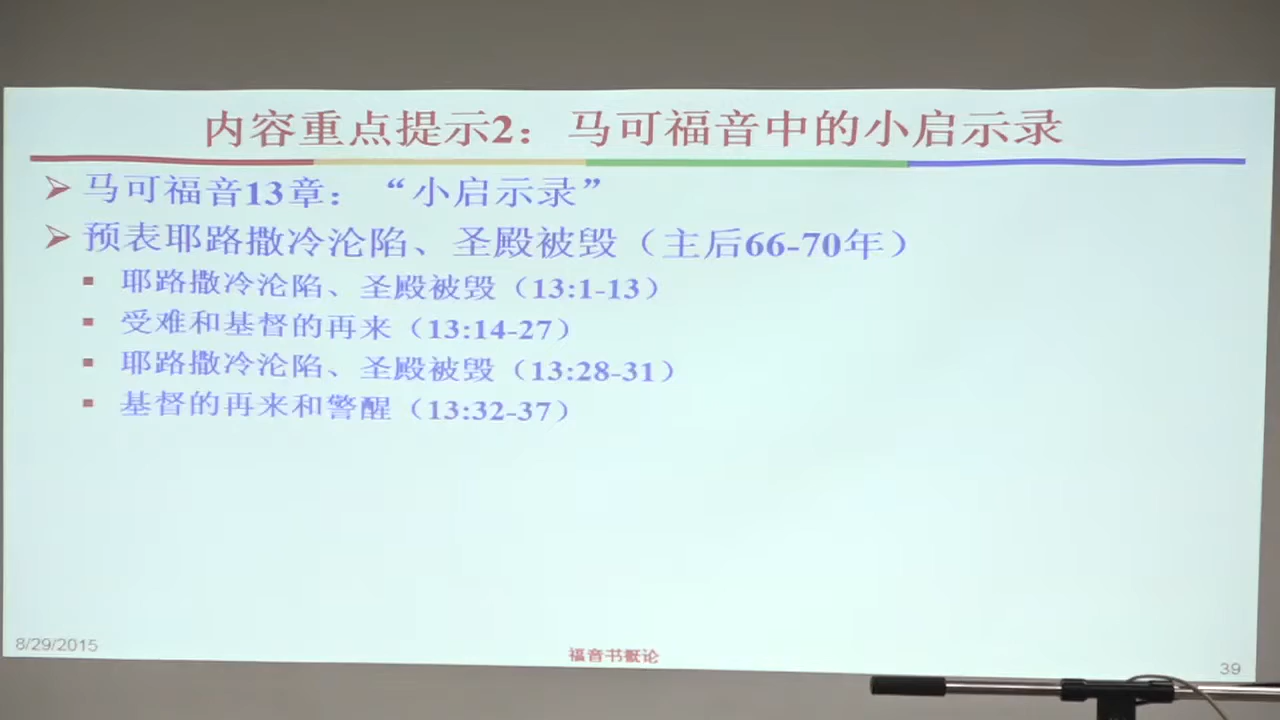 内容重点提示2：马可福音中的小启示录
马可福音13章：“小启示录”
预表耶路撒冷沦陷、圣殿被毁（主后66-70年）
耶路撒冷沦陷、圣殿被毁（13:1-13）
受难和基督的再来（13:14-27）
耶路撒冷沦陷、圣殿被毁（13:28-31）
基督的再来和警醒（13:32-37）
8/29/2015
福音书概论
39